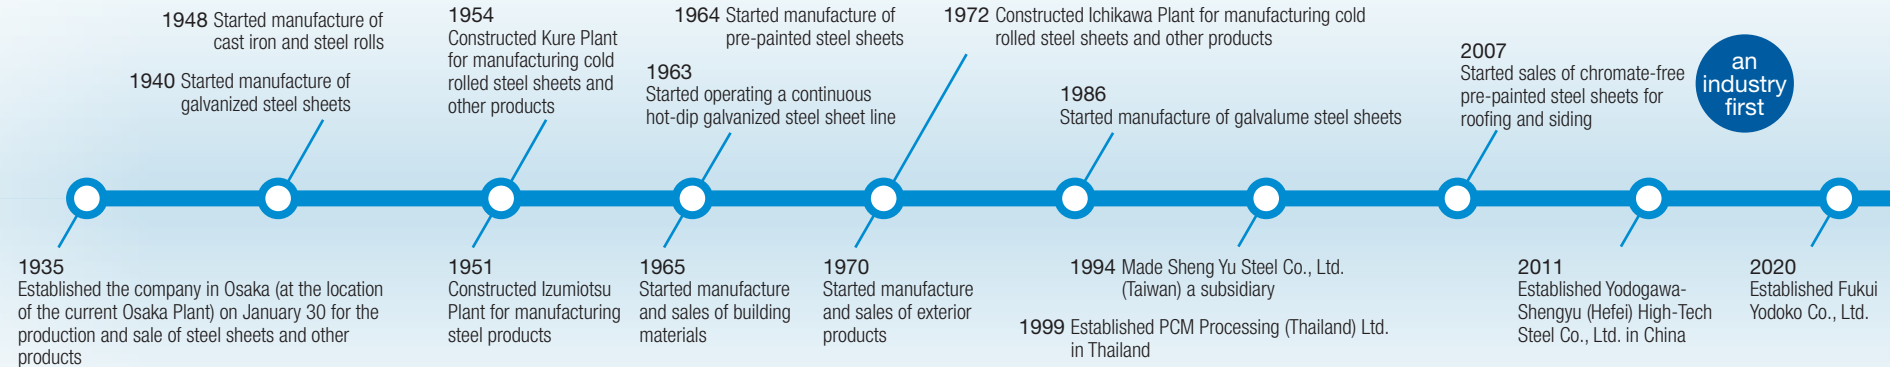 1948 Started manufacture of
cast iron and steel rolls
1940 Started manufacture of
galvanized steel sheets
1954
Constructed Kure Plant
for manufacturing cold
rolled steel sheets and
other products
1964 Started manufacture of
pre-painted steel sheets
1963
Started operating a continuous
hot-dip galvanized steel sheet line
1972 Constructed Ichikawa Plant for manufacturing cold
rolled steel sheets and other products
1986
Started manufacture of galvalume steel sheets
2007
Started sales of chromate-free
pre-painted steel sheets for
roofing and siding
an
industry
first
1935
Established the company in Osaka (at the location
of the current Osaka Plant) on January 30 for the
production and sale of steel sheets and other
products
1951
Constructed Izumiotsu
Plant for manufacturing
steel products
1965
Started manufacture
and sales of building
materials
1970
Started manufacture
and sales of exterior
products
1994 Made Sheng Yu Steel Co., Ltd.
(Taiwan) a subsidiary
1999 Established PCM Processing (Thailand) Ltd.
in Thailand
2011
Established Yodogawa-
Shengyu (Hefei) High-Tech
Steel Co., Ltd. in China
2020
Established Fukui
Yodoko Co., Ltd.